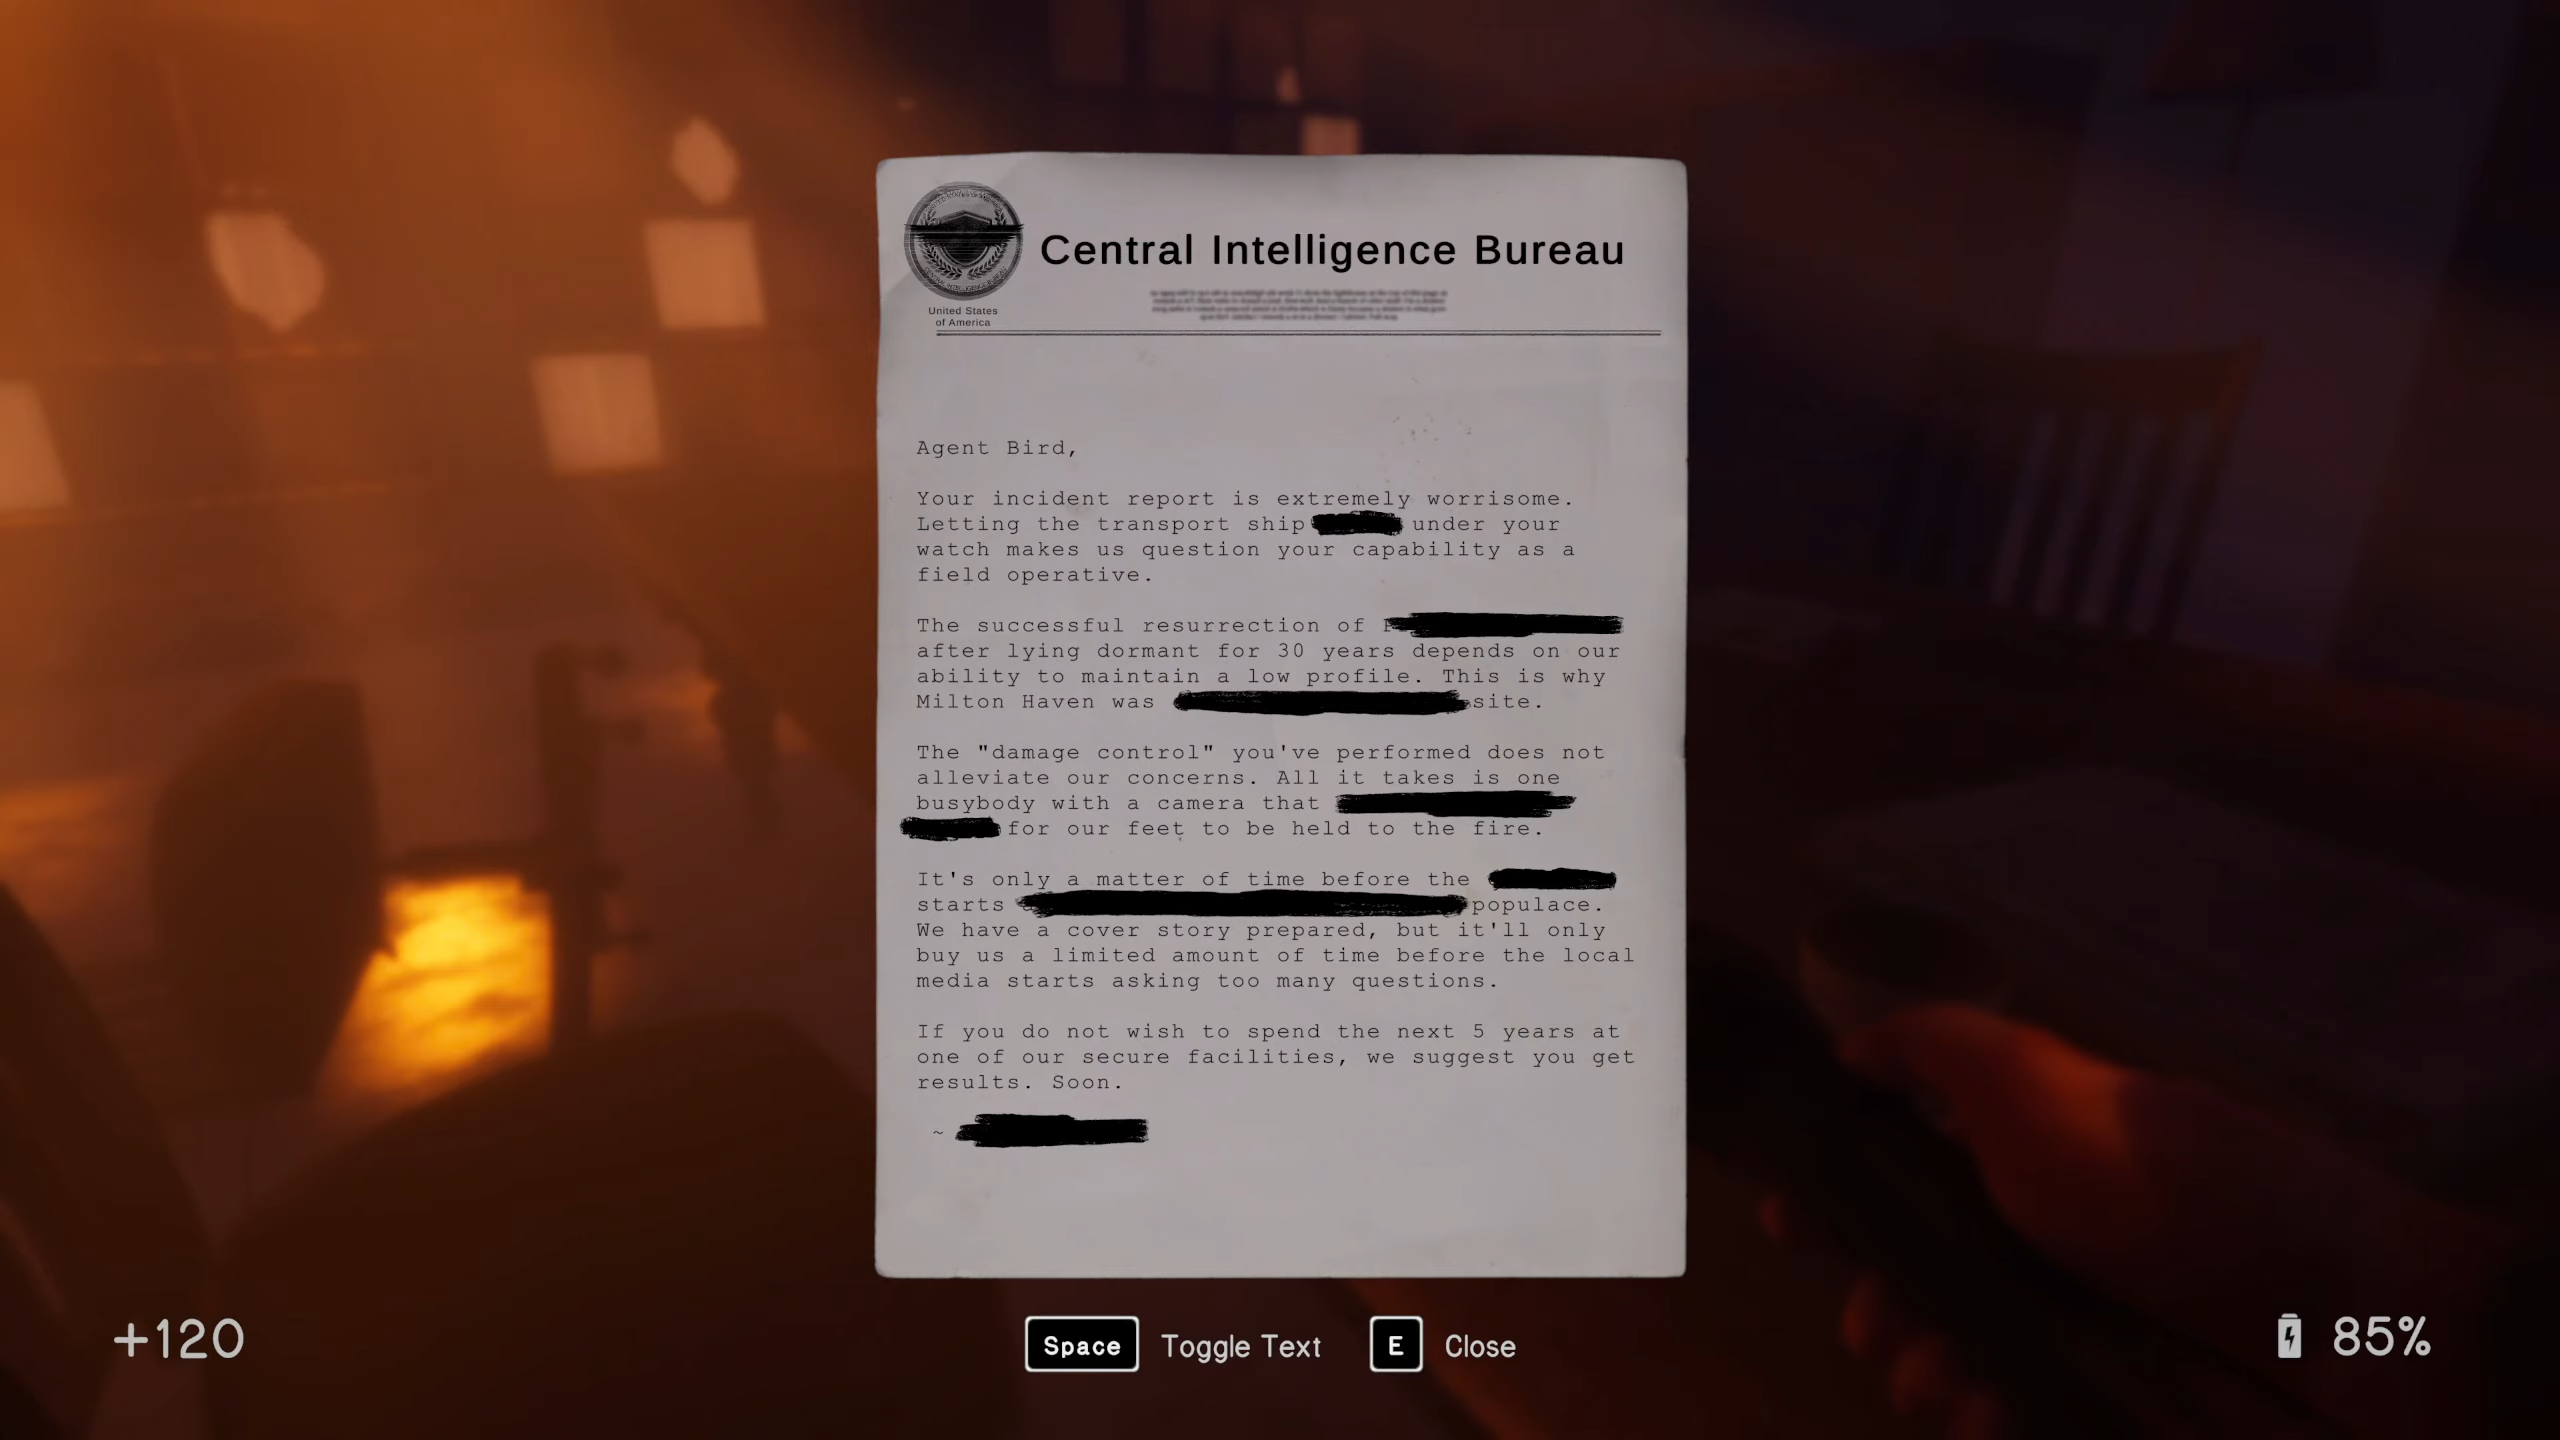 Central Intelligence Bureau
United States
of America
Agent Bird,
Your incident report is extremely worrisome.
Letting the transport ship under your
watch makes us question your capability as a
field operative.
The successful resurrection of
after lying dormant for 30 years depends on our
ability to maintain a low profile. This is why
Milton Haven was site.
The "damage control" you've performed does not
alleviate our concerns. All it takes is one
busybody with a camera that
for our feet to be held to the fire.
It's only a matter of time before the
starts populace.
We have a cover story prepared, but it'll only
buy us a limited amount of time before the local
media starts asking too many questions.
If you do not wish to spend the next 5 years at
one of our secure facilities, we suggest you get
results. Soon.
~
+120
Space Toggle Text E Close
85%